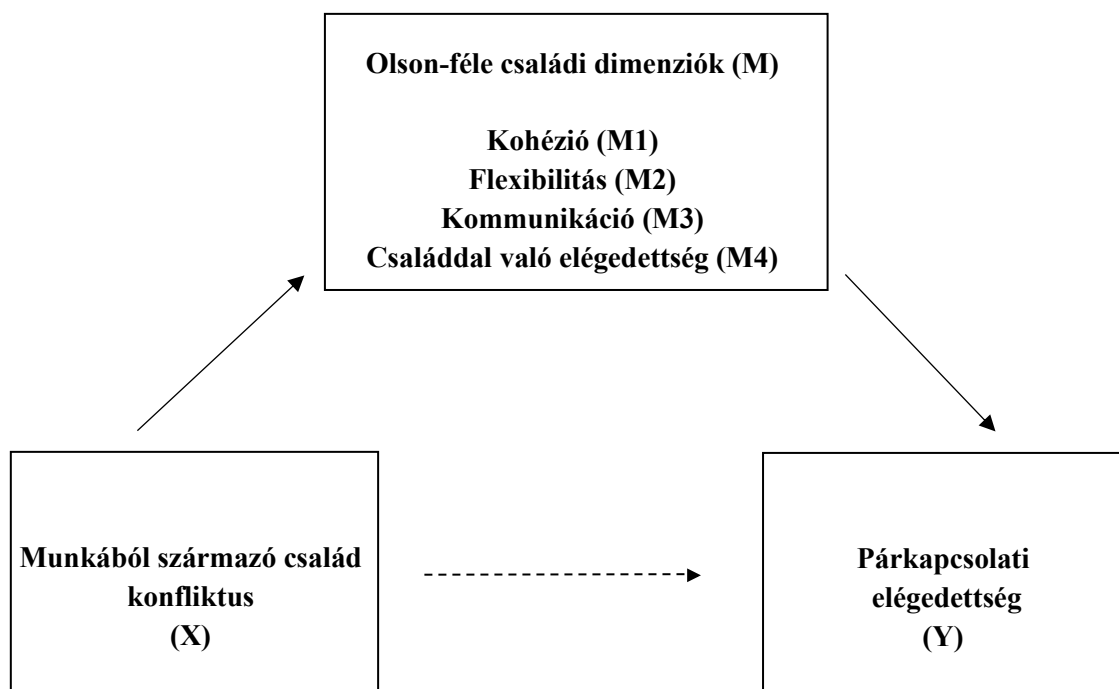 Olson-féle családi dimenziók (M)
Kohézió (M1)
Flexibilitás (M2)
Kommunikáció (M3)
Családdal való elégedettség (M4)
Munkából származó család
konfliktus
(X)
Párkapcsolati
elégedettség
(Y)